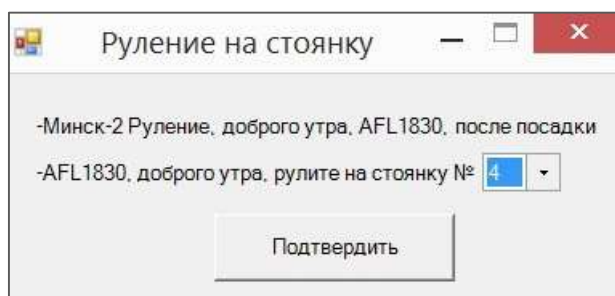 Руление на стоянку
-Минск-2 Руление, доброго утра, AFL1830, после посадки
-AFL1830, доброго утра, рулите на стоянку № 4
Подтвердить